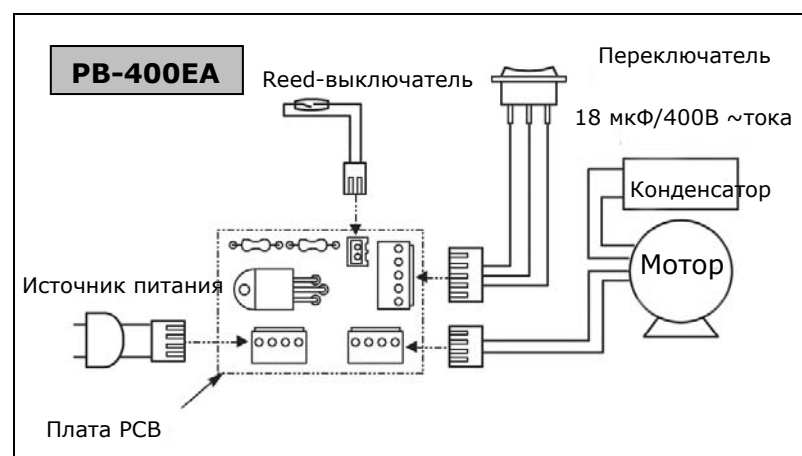 PB-400EA
Reed-выключатель
Переключатель
18 мкФ/400В ~тока
Конденсатор
Мотор
Источник питания
Плата PCB